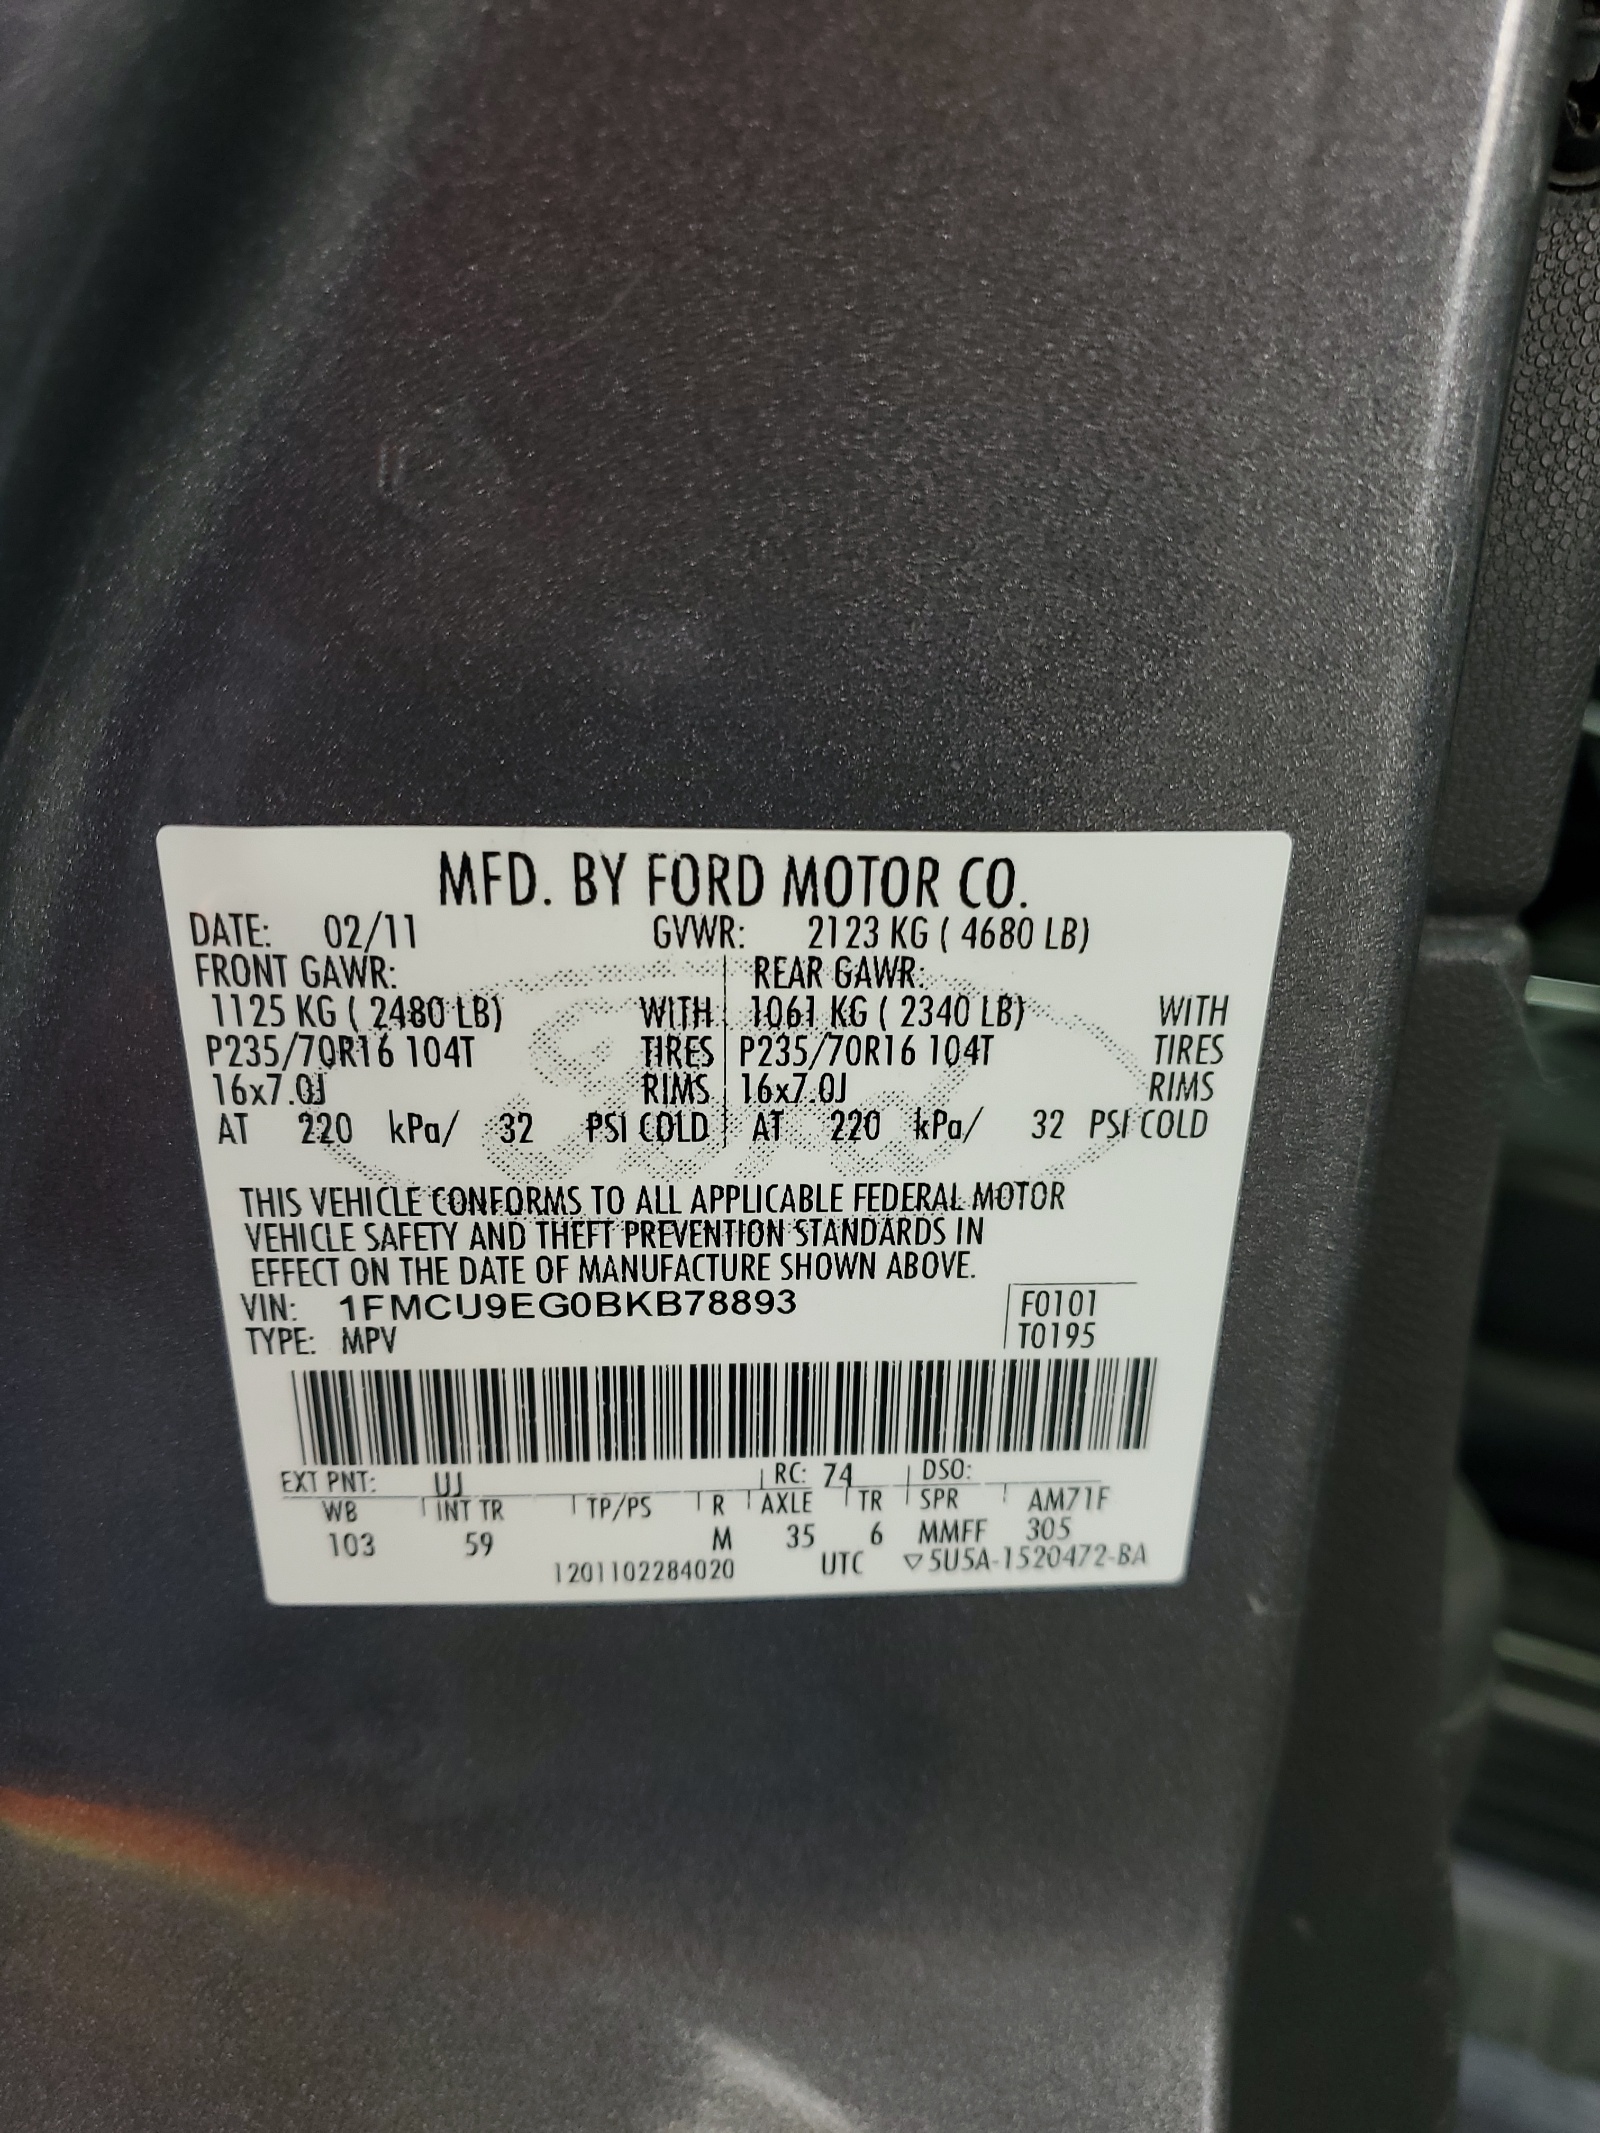 MFD. BY FORD MOTOR CO.
DATE: 02/11 GVWR: 2123 KG ( 4680 LB)
FRONT GAWR: REAR GAWR:
1125 KG ( 2480 LB) WITH 1061 KG ( 2340 LB) WITH
P235/70R16 104T TIRES P235/70R16 104T TIRES
16x7.0J RIMS 16x7.0J RIMS
AT 220 kPa/ 32 PSI COLD AT 220 kPa/ 32 PSI COLD
THIS VEHICLE CONFORMS TO ALL APPLICABLE FEDERAL MOTOR
VEHICLE SAFETY AND THEFT PREVENTION STANDARDS IN
EFFECT ON THE DATE OF MANUFACTURE SHOWN ABOVE.
VIN: 1FMCU9EG0BKB78893 F0101
TYPE: MPV T0195
EXT PNT: UJ RC: 74 DSO:
WB INT TR TP/PS R AXLE TR SPR AM71F
103 59 M 35 6 MMFF 305
1201102284020 UTC ▽5U5A-1520472-BA